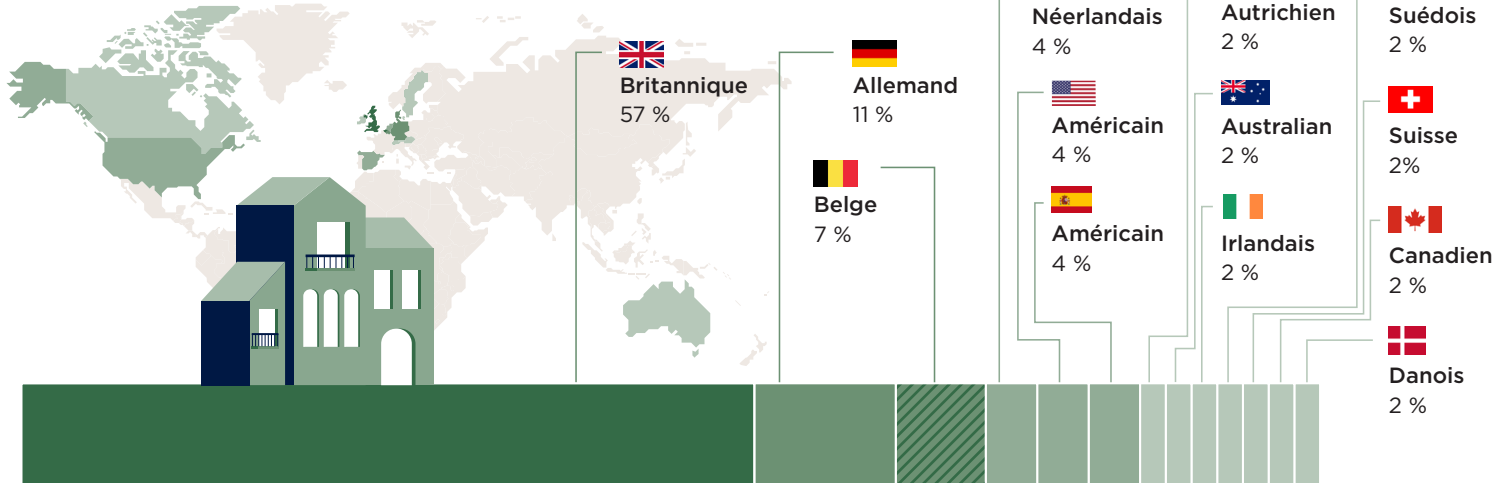 Britannique
57 %
Allemand
11 %
Belge
7 %
Néerlandais
4 %
Américain
4 %
Américain
4 %
Autrichien
2 %
Australian
2 %
Irlandais
2 %
Suédois
2 %
Suisse
2%
Canadien
2 %
Danois
2 %